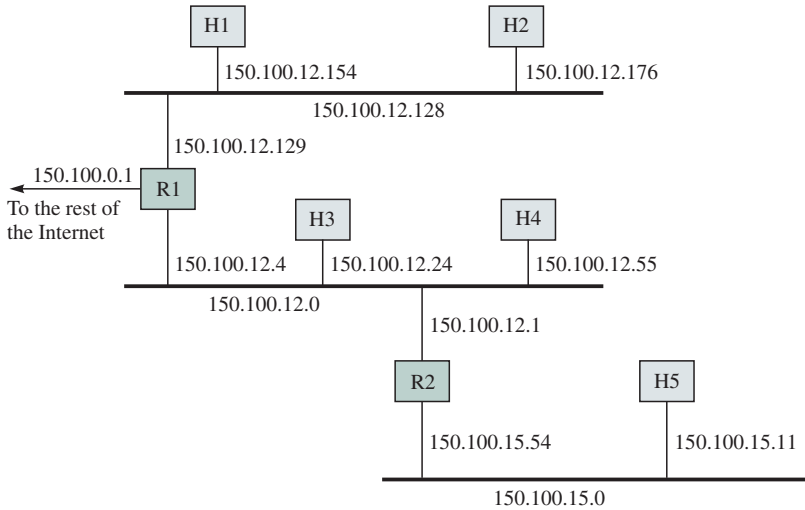 H1
H2
150.100.12.154
150.100.12.176
150.100.12.128
150.100.12.129
150.100.0.1
R1
To the rest of
the Internet
H3
H4
150.100.12.4
150.100.12.24
150.100.12.55
150.100.12.0
150.100.12.1
R2
H5
150.100.15.54
150.100.15.11
150.100.15.0